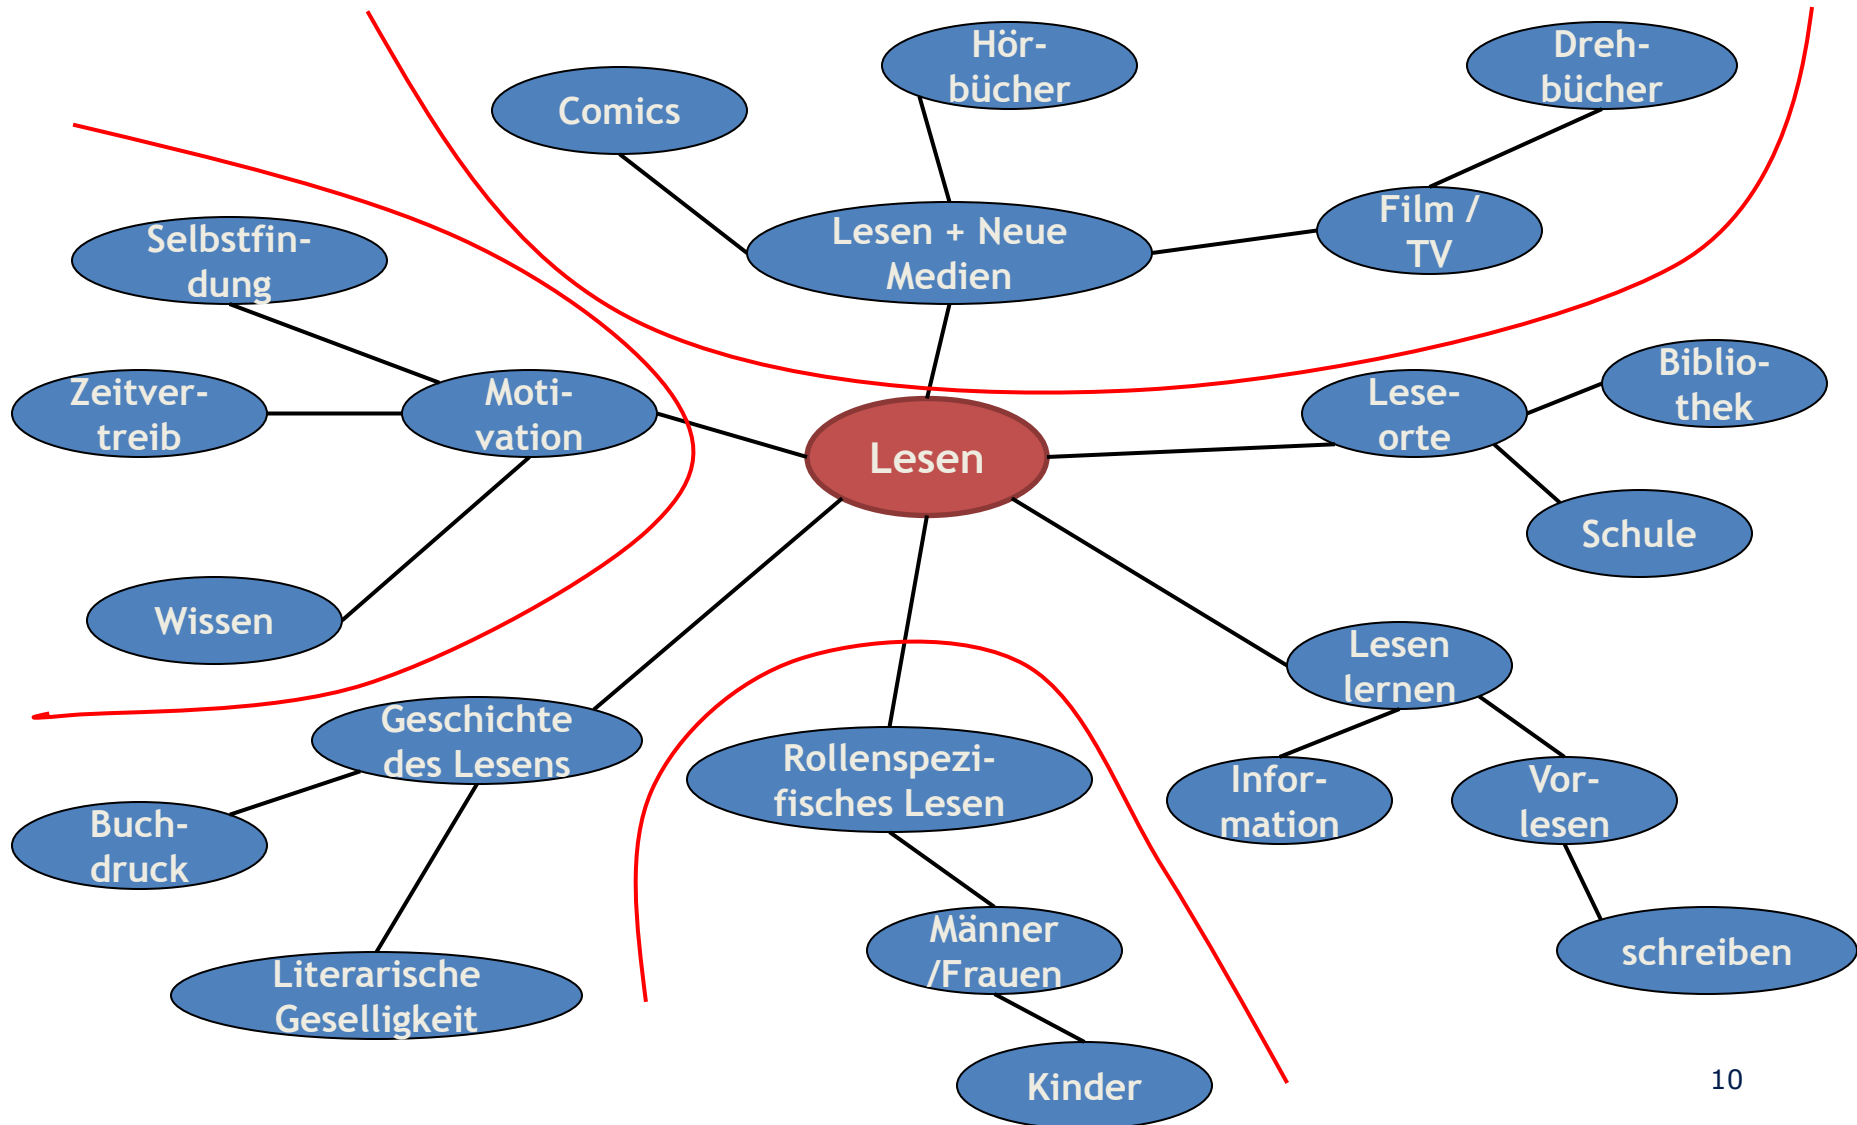 Hör-
bücher
Dreh-
bücher
Comics
Lesen + Neue
Medien
Film /
TV
Selbstfin-
dung
Zeitver-
treib
Moti-
vation
Wissen
Lesen
Lese-
orte
Biblio-
thek
Schule
Lesen
lernen
Infor-
mation
Vor-
lesen
schreiben
Geschichte
des Lesens
Buch-
druck
Literarische
Geselligkeit
Rollenspezi-
fisches Lesen
Männer
/Frauen
Kinder
10